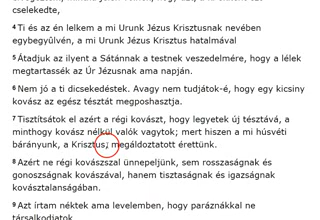 cselekedte,
4 Ti és az én lelkem a mi Urunk Jézus Krisztusnak nevében
egybegyűlvén, a mi Urunk Jézus Krisztus hatalmával
5 Átadjuk az ilyent a Sátánnak a testnek veszedelmére, hogy a lélek
megtartassék az Úr Jézusnak ama napján.
6 Nem jó a ti dicsekedéstek. Avagy nem tudjátok-é, hogy egy kicsiny
kovász az egész tésztát megposhasztja.
7 Tisztítsátok el azért a régi kovászt, hogy legyetek új tésztává, a
minthogy kovász nélkül valók vagytok; mert hiszen a mi húsvéti
bárányunk, a Krisztus, megáldoztatott érettünk.
8 Azért ne régi kovászszal ünnepeljünk, sem rosszaságnak és
gonoszságnak kovászával, hanem tisztaságnak és igazságnak
kovásztalanságában.
9 Azt írtam néktek ama levelemben, hogy paráznákkal ne
társalkodjatok